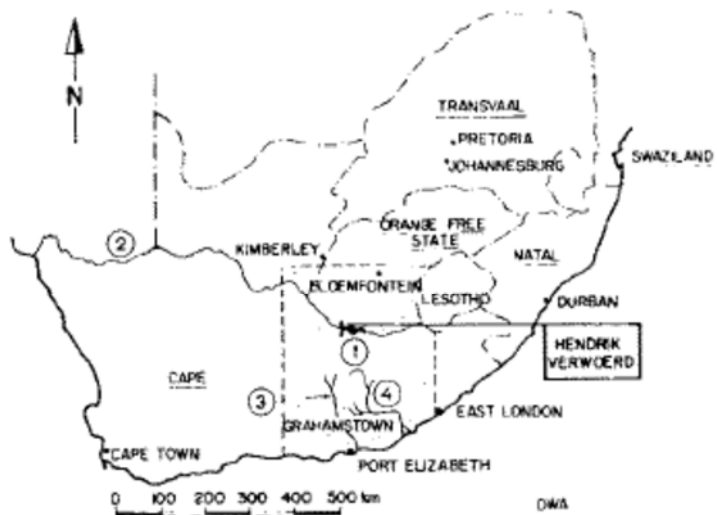 N
TRANSVAAL
PRETORIA
JOHANNESBURG
SWAZILAND
ORANGE FREE
STATE
2
KIMBERLEY
NATAL
BLOEMFONTEIN
LESOTHO
DURBAN
HENDRIK
VERWOERD
1
CAPE
3
4
EAST LONDON
GRAHAMSTOWN
CAPE TOWN
PORT ELIZABETH
0 100 200 300 400 500 km
DWA